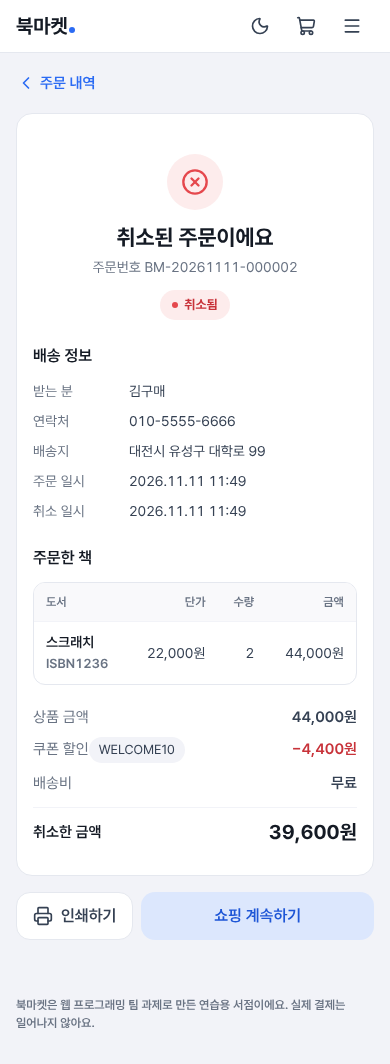 북마켓.
주문 내역
취소된 주문이에요
주문번호 BM-20261111-000002
취소됨
배송 정보
받는 분 김구매
연락처 010-5555-6666
배송지 대전시 유성구 대학로 99
주문 일시 2026.11.11 11:49
취소 일시 2026.11.11 11:49
주문한 책
도서 단가 수량 금액
스크래치
ISBN1236
22,000원 2 44,000원
상품 금액 44,000원
쿠폰 할인 WELCOME10 −4,400원
배송비 무료
취소한 금액 39,600원
인쇄하기 쇼핑 계속하기
북마켓은 웹 프로그래밍 팀 과제로 만든 연습용 서점이에요. 실제 결제는
일어나지 않아요.